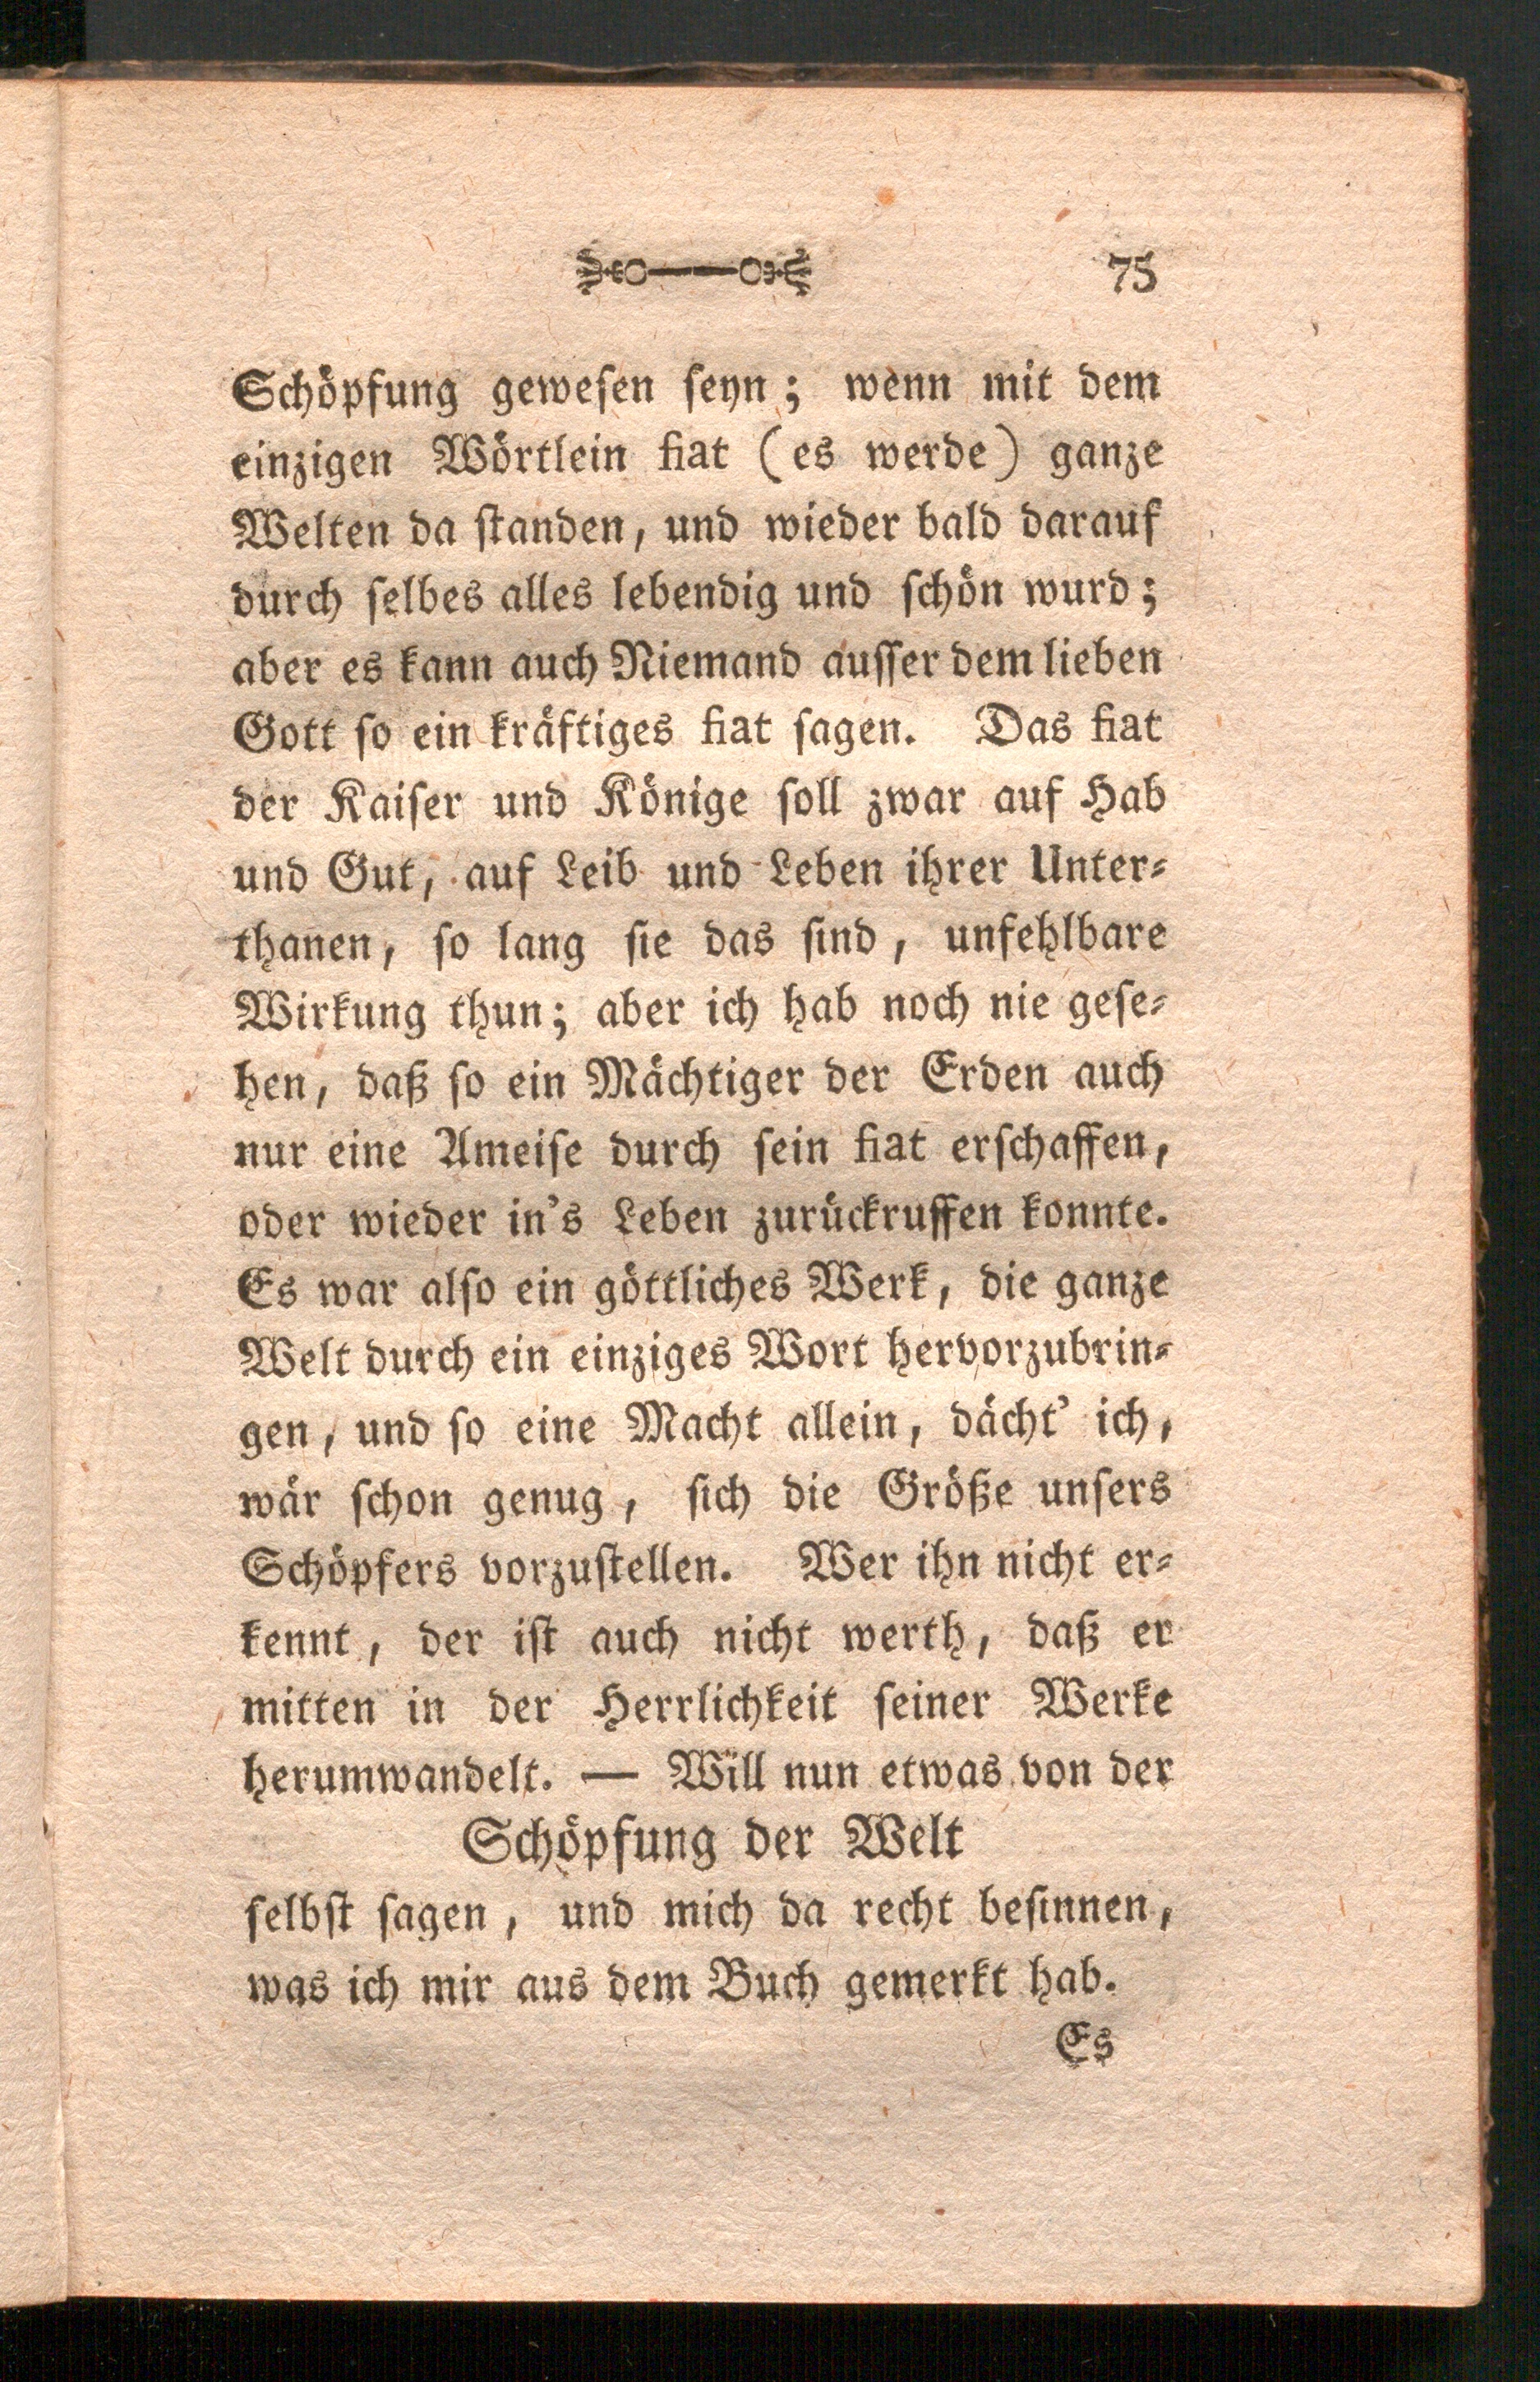 75
Schöpfung gewesen seyn; wenn mit dem
einzigen Wörtlein fiat (es werde) ganze
Welten da standen, und wieder bald darauf
durch selbes alles lebendig und schön wurd;
aber es kann auch Niemand ausser dem lieben
Gott so ein kräftiges fiat sagen. Das fiat
der Kaiser und Könige soll zwar auf Hab
und Gut, auf Leib und Leben ihrer Unter-
thanen, so lang sie das sind, unfehlbare
Wirkung thun; aber ich hab noch nie gese-
hen, daß so ein Mächtiger der Erden auch
nur eine Ameise durch sein fiat erschaffen,
oder wieder in's Leben zurückruffen konnte.
Es war also ein göttliches Werk, die ganze
Welt durch ein einziges Wort hervorzubrin-
gen, und so eine Macht allein, dächt' ich,
wär schon genug, sich die Größe unsers
Schöpfers vorzustellen. Wer ihn nicht er-
kennt, der ist auch nicht werth, daß er
mitten in der Herrlichkeit seiner Werke
herumwandelt. — Will nun etwas von der
Schöpfung der Welt
selbst sagen, und mich da recht besinnen,
was ich mir aus dem Buch gemerkt hab.
Es